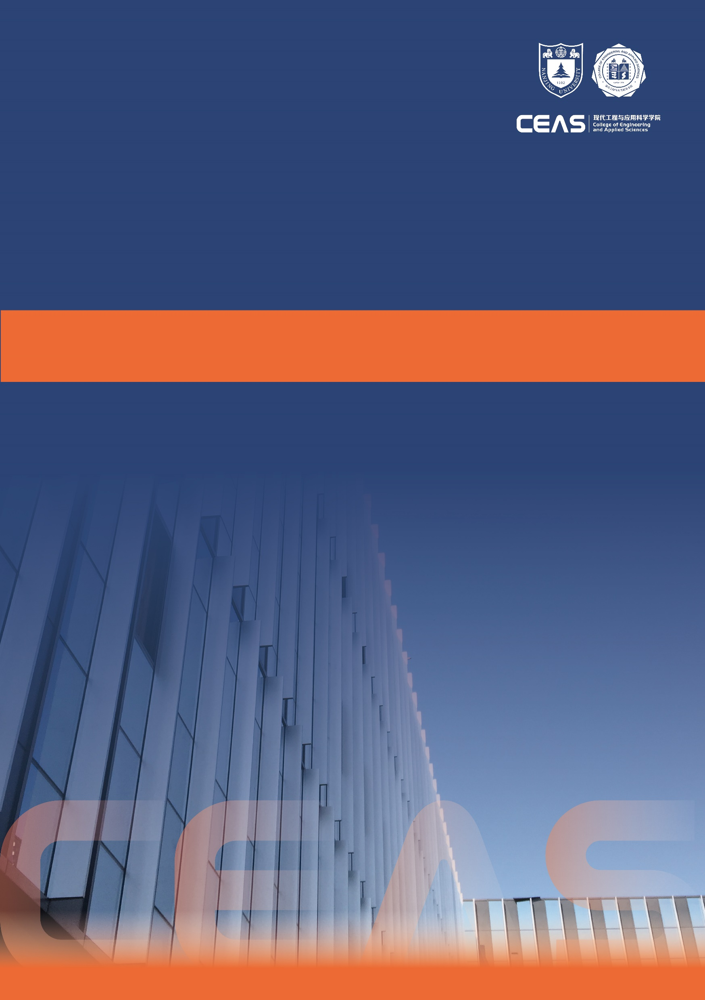 NANJING UNIVERSITY
1902
COLLEGE OF ENGINEERING AND APPLIED SCIENCES
CEAS
现代工程与应用科学学院
College of Engineering
and Applied Sciences
CEAS